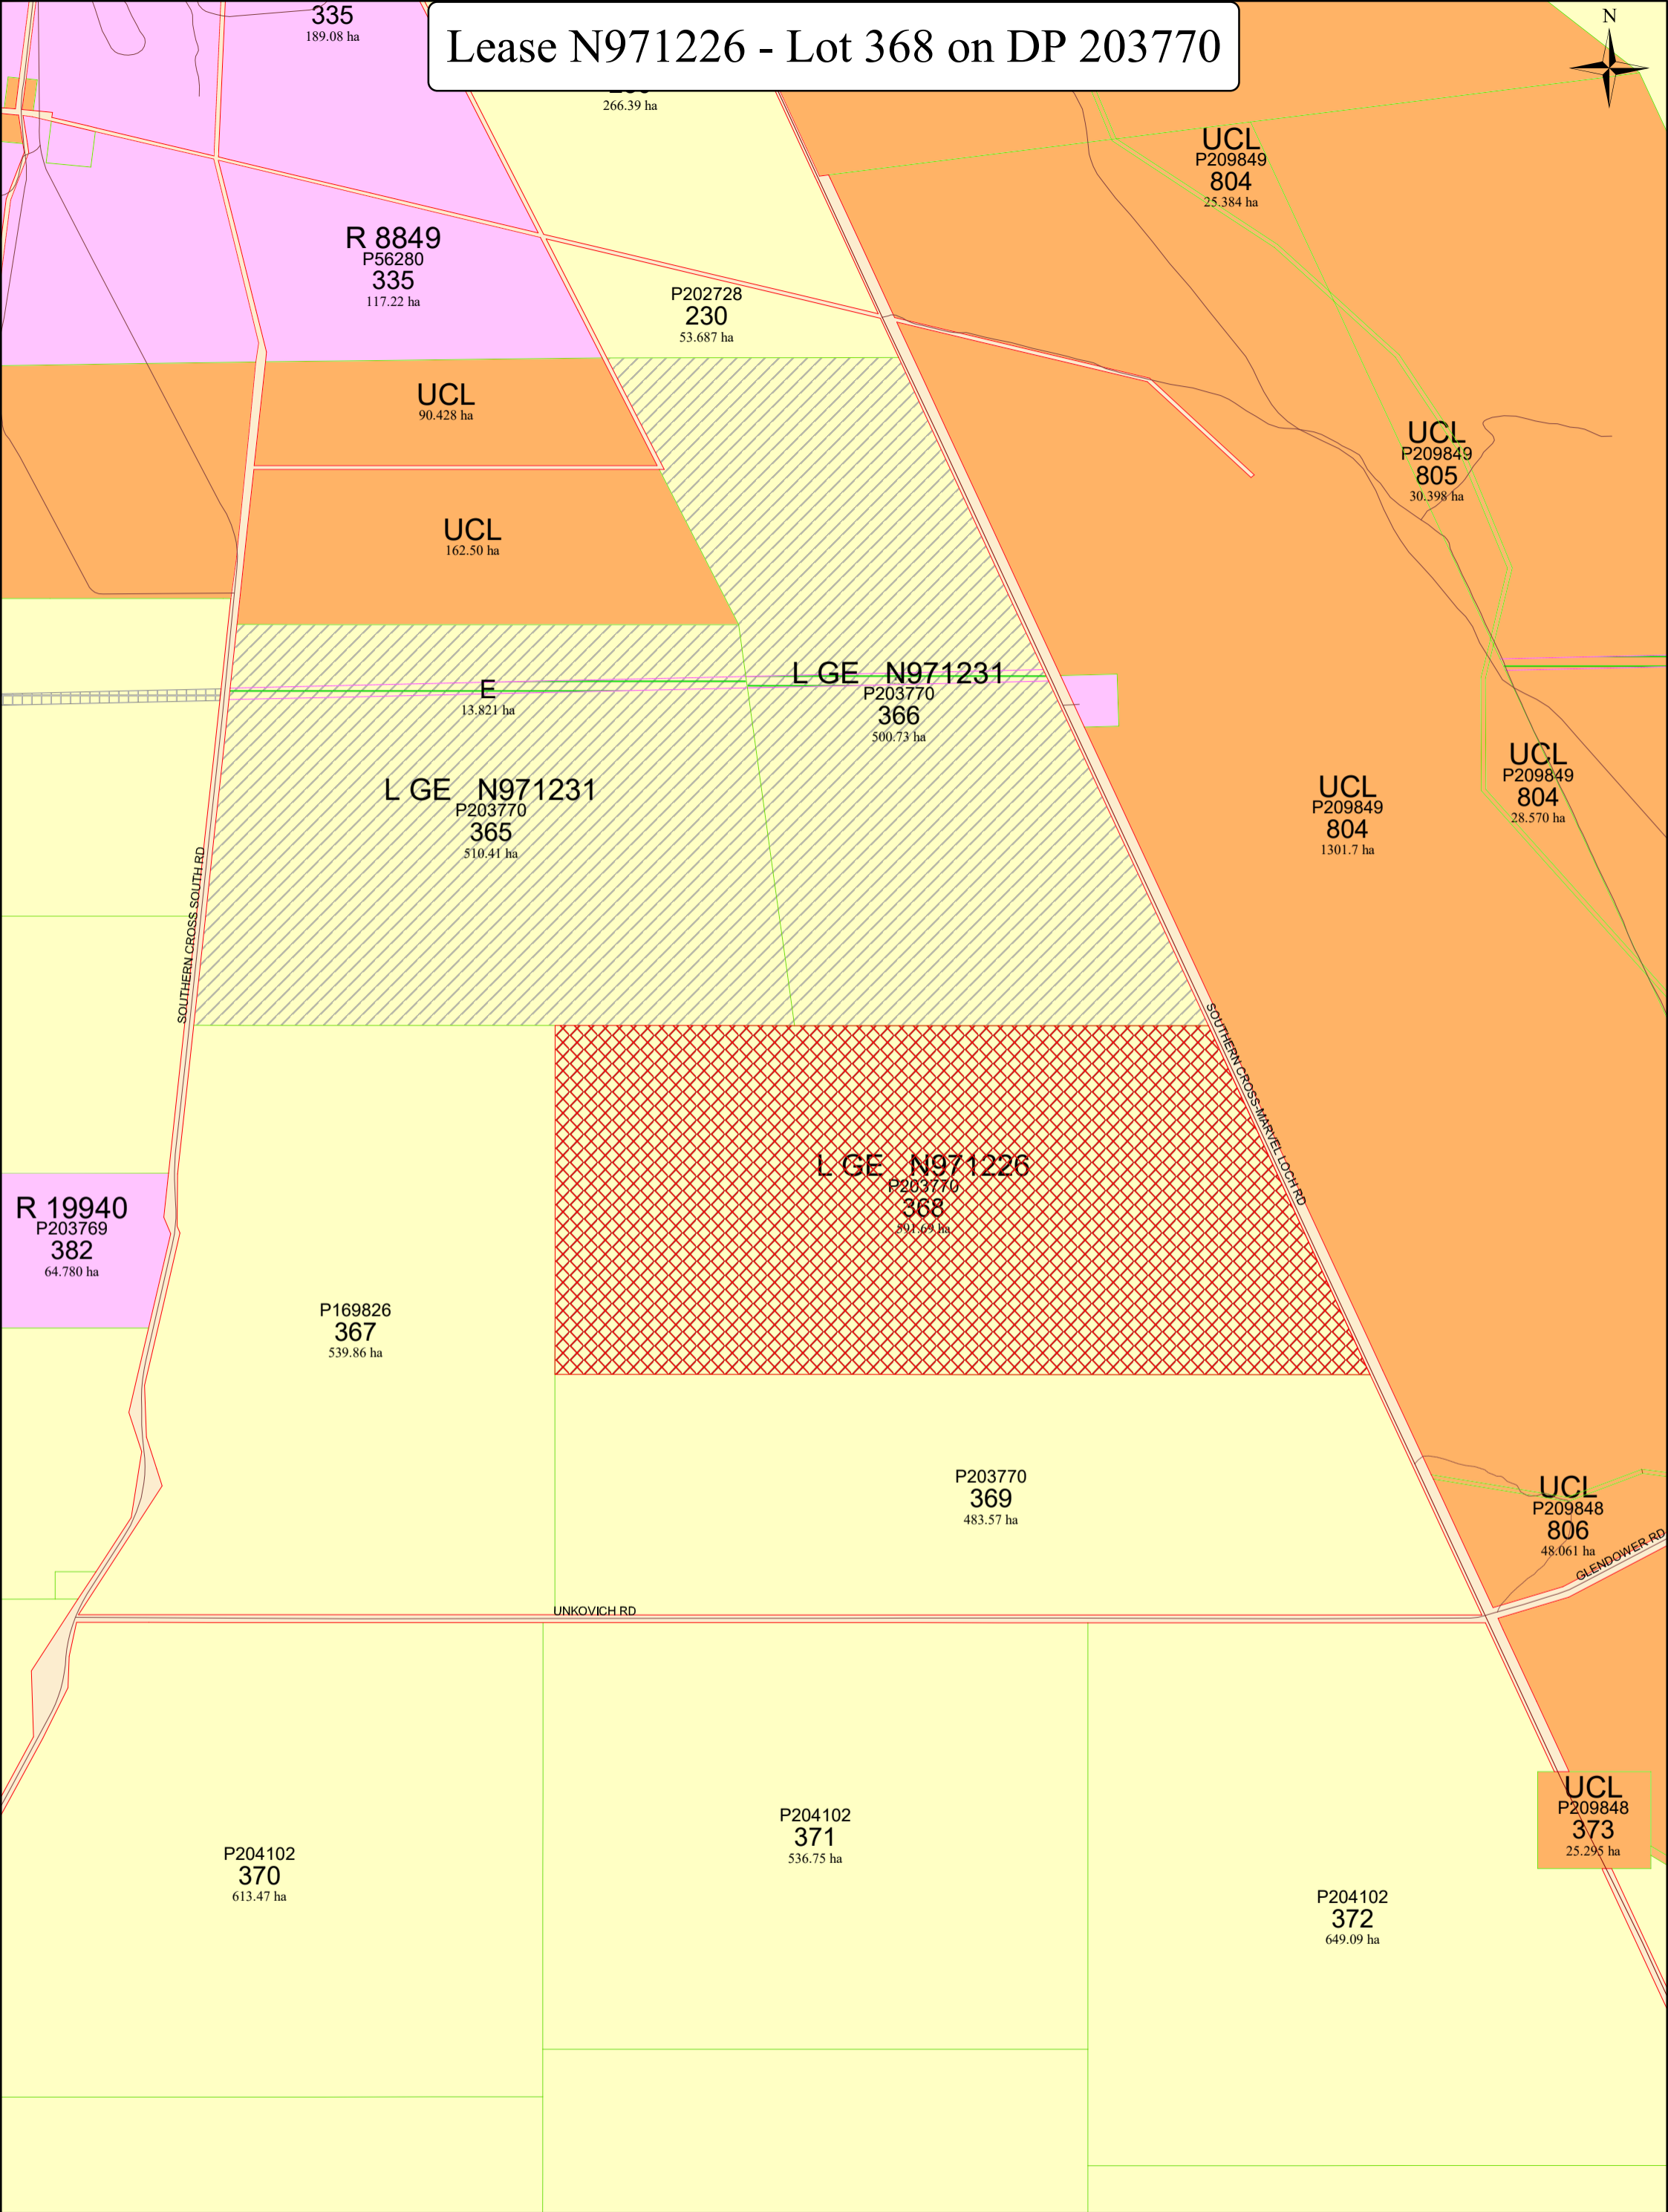 335
189.08 ha
Lease N971226 - Lot 368 on DP 203770
N
266.39 ha
UCL
P209849
804
25.384 ha
R 8849
P56280
335
117.22 ha
P202728
230
53.687 ha
UCL
90.428 ha
UCL
P209849
805
30.398 ha
UCL
162.50 ha
E
13.821 ha
L GE N971231
P203770
366
500.73 ha
L GE N971231
P203770
365
510.41 ha
UCL
P209849
804
1301.7 ha
UCL
P209849
804
28.570 ha
SOUTHERN CROSS SOUTH RD
SOUTHERN CROSS-MARVEL LOCH RD
L GE N971226
P203770
368
591.69 ha
R 19940
P203769
382
64.780 ha
P169826
367
539.86 ha
P203770
369
483.57 ha
UCL
P209848
806
48.061 ha
GLENDOWER RD
UNKOVICH RD
P204102
370
613.47 ha
P204102
371
536.75 ha
UCL
P209848
373
25.295 ha
P204102
372
649.09 ha